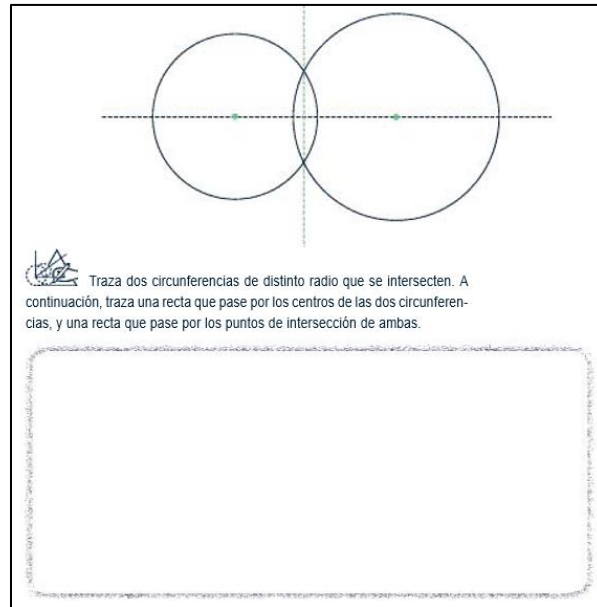 Traza dos circunferencias de distinto radio que se intersecten. A
continuación, traza una recta que pase por los centros de las dos circunferen-
cias, y una recta que pase por los puntos de intersección de ambas.